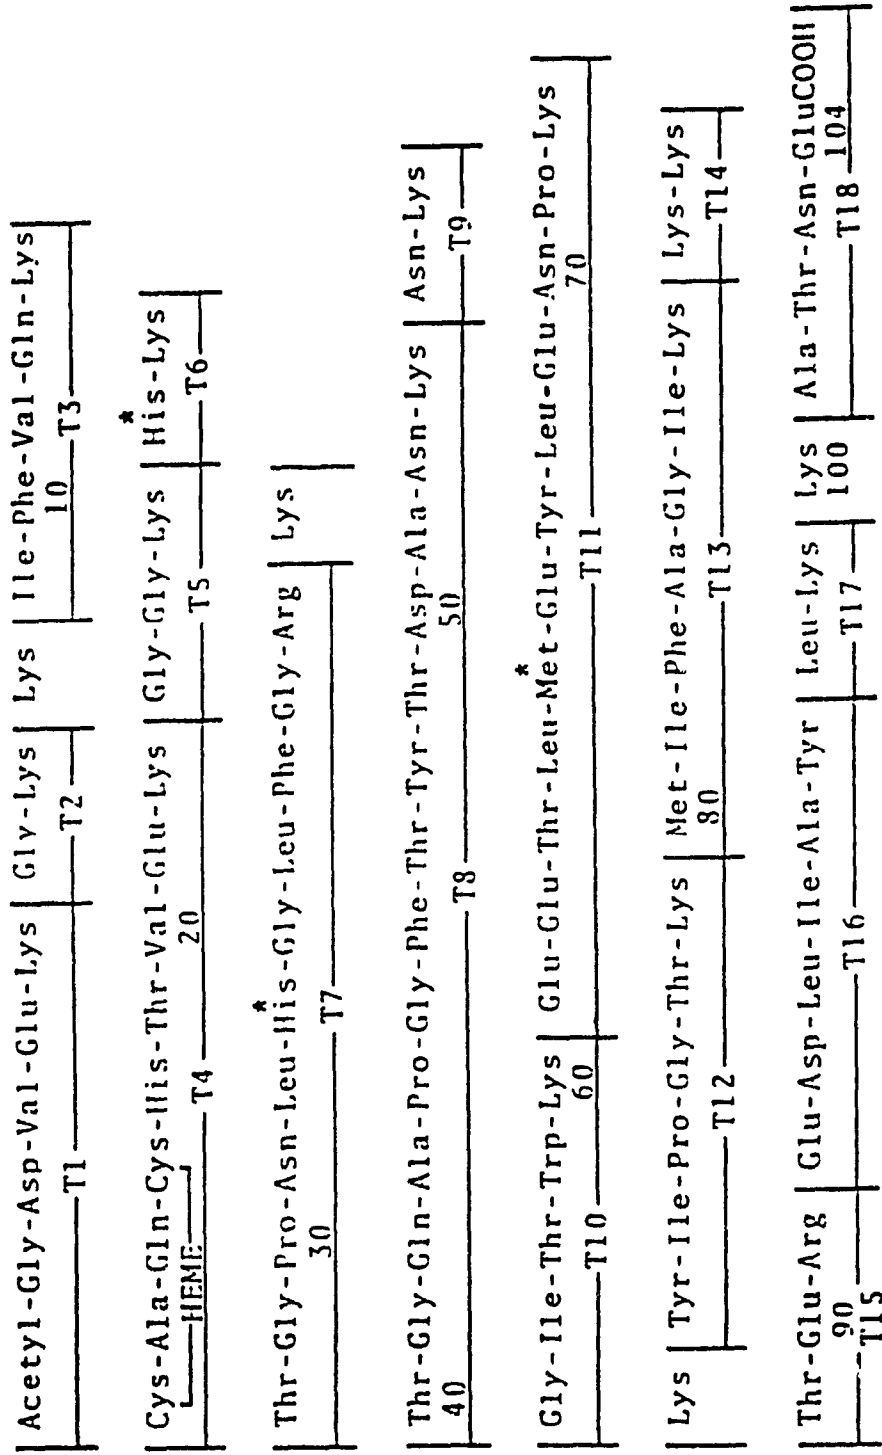 Acetyl-Gly-Asp-Val-Glu-Lys Gly-Lys Lys Ile-Phe-Val-Gln-Lys
10
T1 T2 T3
Cys-Ala-Gln-Cys-His-Thr-Val-Glu-Lys Gly-Gly-Lys His*-Lys
HEME 20
T4 T5 T6
Thr-Gly-Pro-Asn-Leu-His*-Gly-Leu-Phe-Gly-Arg Lys
30
T7
Thr-Gly-Gln-Ala-Pro-Gly-Phe-Thr-Tyr-Thr-Asp-Ala-Asn-Lys Asn-Lys
40 50
T8 T9
Gly-Ile-Thr-Trp-Lys Glu-Glu-Thr-Leu-Met*-Glu-Tyr-Leu-Glu-Asn-Pro-Lys
60 70
T10 T11
Lys Tyr-Ile-Pro-Gly-Thr-Lys Met-Ile-Phe-Ala-Gly-Ile-Lys Lys-Lys
80
T12 T13 T14
Thr-Glu-Arg Glu-Asp-Leu-Ile-Ala-Tyr Leu-Lys Lys Ala-Thr-Asn-GluCOOH
90 100 104
T15 T16 T17 T18